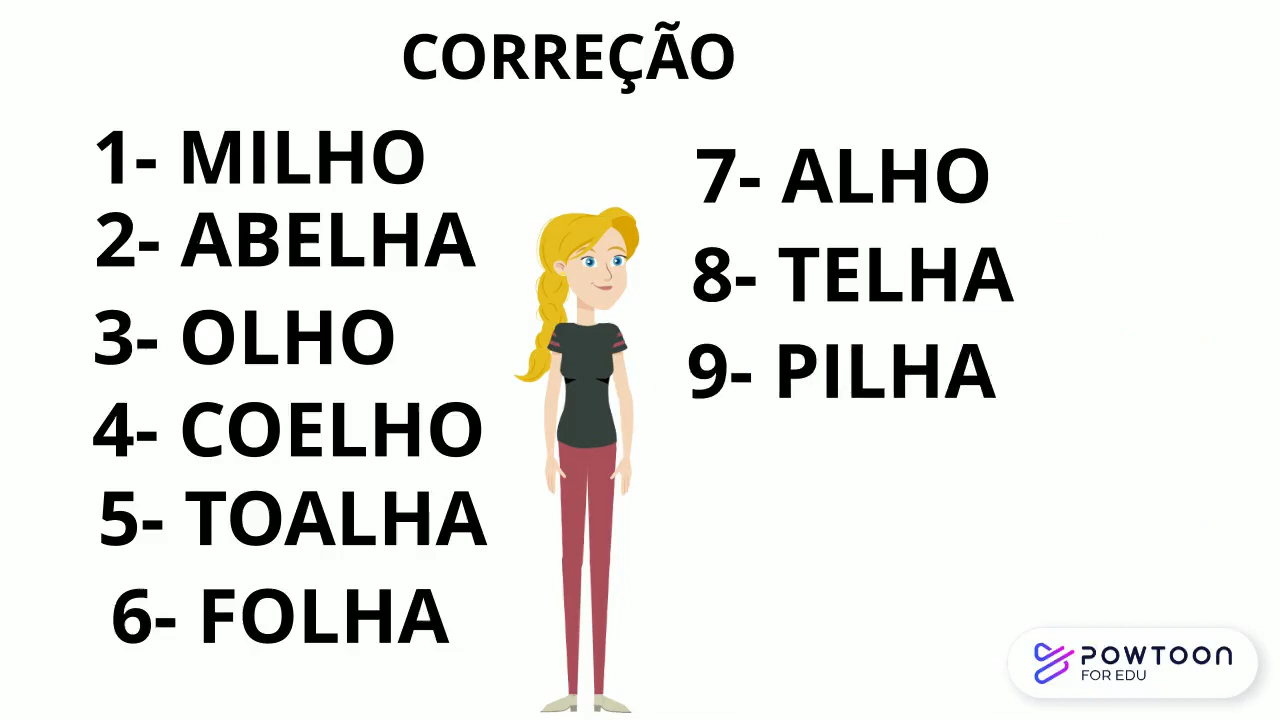 CORREÇÃO
1- MILHO
2- ABELHA
3- OLHO
4- COELHO
5- TOALHA
6- FOLHA
7- ALHO
8- TELHA
9- PILHA
POWTOON
FOR EDU